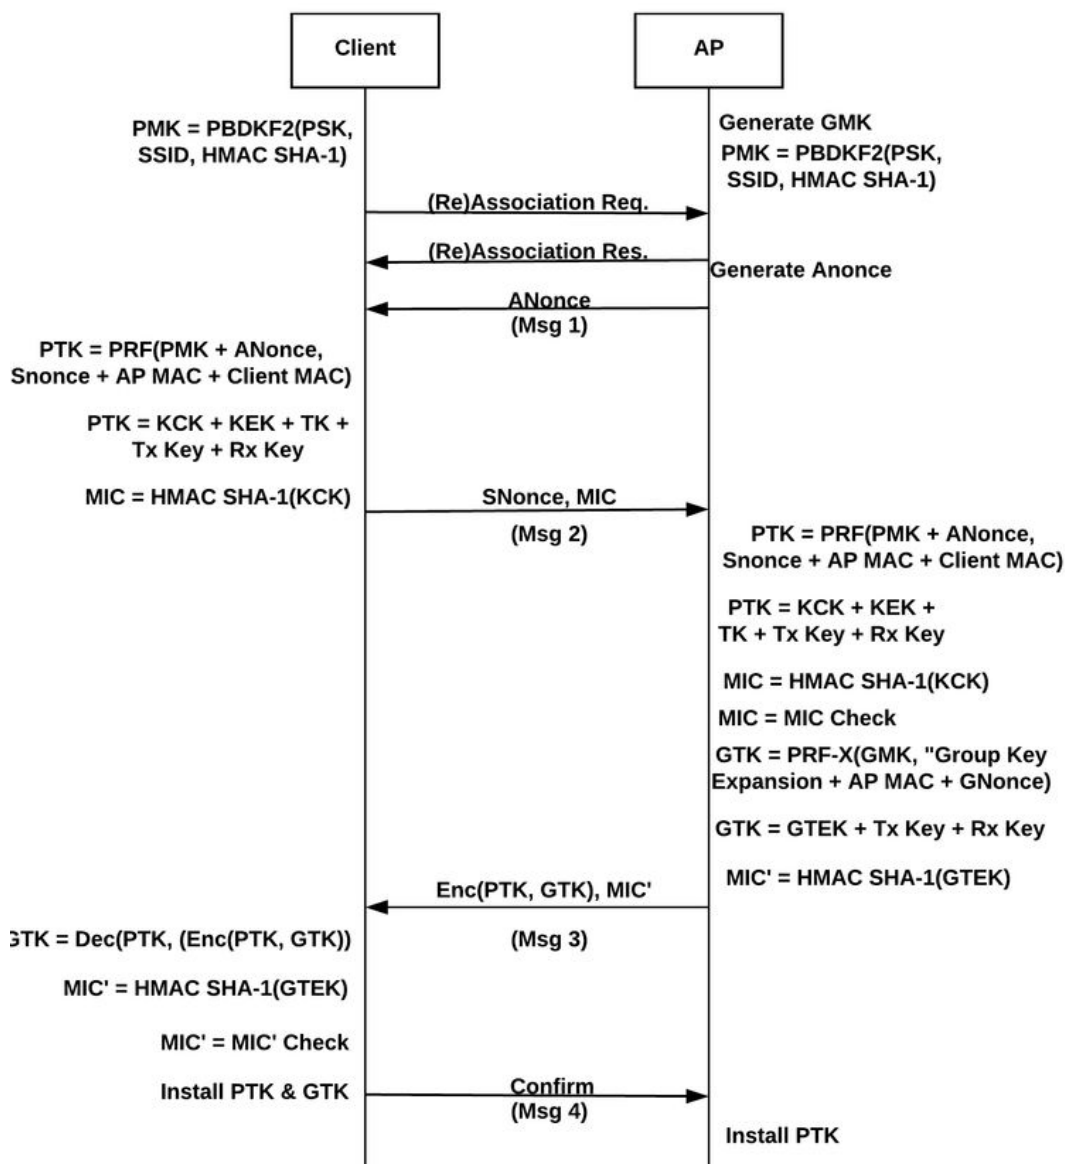 Client
AP
PMK = PBDKF2(PSK,
SSID, HMAC SHA-1)
Generate GMK
PMK = PBDKF2(PSK,
SSID, HMAC SHA-1)
(Re)Association Req.
(Re)Association Res.
Generate Anonce
ANonce
(Msg 1)
PTK = PRF(PMK + ANonce,
Snonce + AP MAC + Client MAC)
PTK = KCK + KEK + TK +
Tx Key + Rx Key
MIC = HMAC SHA-1(KCK)
SNonce, MIC
(Msg 2)
PTK = PRF(PMK + ANonce,
Snonce + AP MAC + Client MAC)
PTK = KCK + KEK +
TK + Tx Key + Rx Key
MIC = HMAC SHA-1(KCK)
MIC = MIC Check
GTK = PRF-X(GMK, "Group Key
Expansion + AP MAC + GNonce)
GTK = GTEK + Tx Key + Rx Key
MIC' = HMAC SHA-1(GTEK)
Enc(PTK, GTK), MIC'
(Msg 3)
GTK = Dec(PTK, (Enc(PTK, GTK))
MIC' = HMAC SHA-1(GTEK)
MIC' = MIC' Check
Install PTK & GTK
Confirm
(Msg 4)
Install PTK